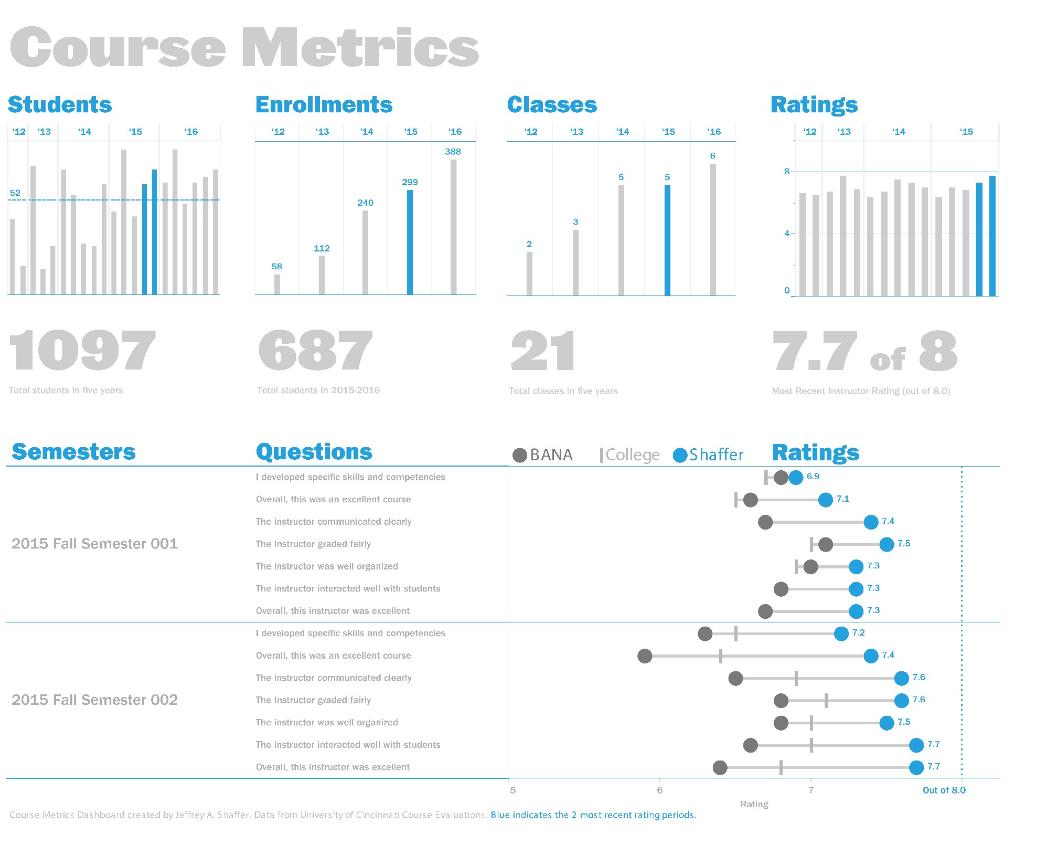 Course Metrics
Students
Enrollments
Classes
Ratings
'12 '13 '14 '15 '16
'12 '13 '14 '15 '16
'12 '13 '14 '15 '16
'12 '13 '14 '15
52
58 112 240 299 388
2 3 5 5 6
8
4
0
1097
Total students in five years
687
Total students in 2015-2016
21
Total classes in five years
7.7 of 8
Most Recent Instructor Rating (out of 8.0)
Semesters
Questions
BANA College Shaffer
Ratings
2015 Fall Semester 001
I developed specific skills and competencies 6.9
Overall, this was an excellent course 7.1
The instructor communicated clearly 7.4
The instructor graded fairly 7.5
The instructor was well organized 7.3
The instructor interacted well with students 7.3
Overall, this instructor was excellent 7.3
2015 Fall Semester 002
I developed specific skills and competencies 7.2
Overall, this was an excellent course 7.4
The instructor communicated clearly 7.6
The instructor graded fairly 7.6
The instructor was well organized 7.5
The instructor interacted well with students 7.7
Overall, this instructor was excellent 7.7
5 6 7 Out of 8.0
Rating
Course Metrics Dashboard created by Jeffrey A. Shaffer. Data from University of Cincinnati Course Evaluations. Blue indicates the 2 most recent rating periods.